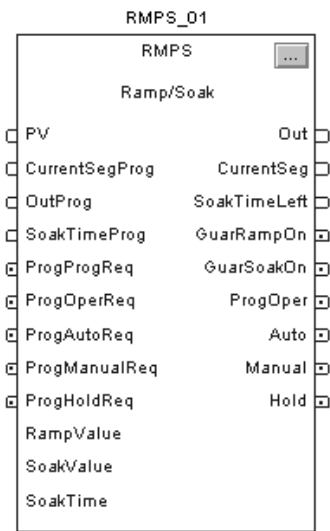 RMPS_01
RMPS ...
Ramp/Soak
PV Out
CurrentSegProg CurrentSeg
OutProg SoakTimeLeft
SoakTimeProg GuarRampOn
ProgProgReq GuarSoakOn
ProgOperReq ProgOper
ProgAutoReq Auto
ProgManualReq Manual
ProgHoldReq Hold
RampValue
SoakValue
SoakTime